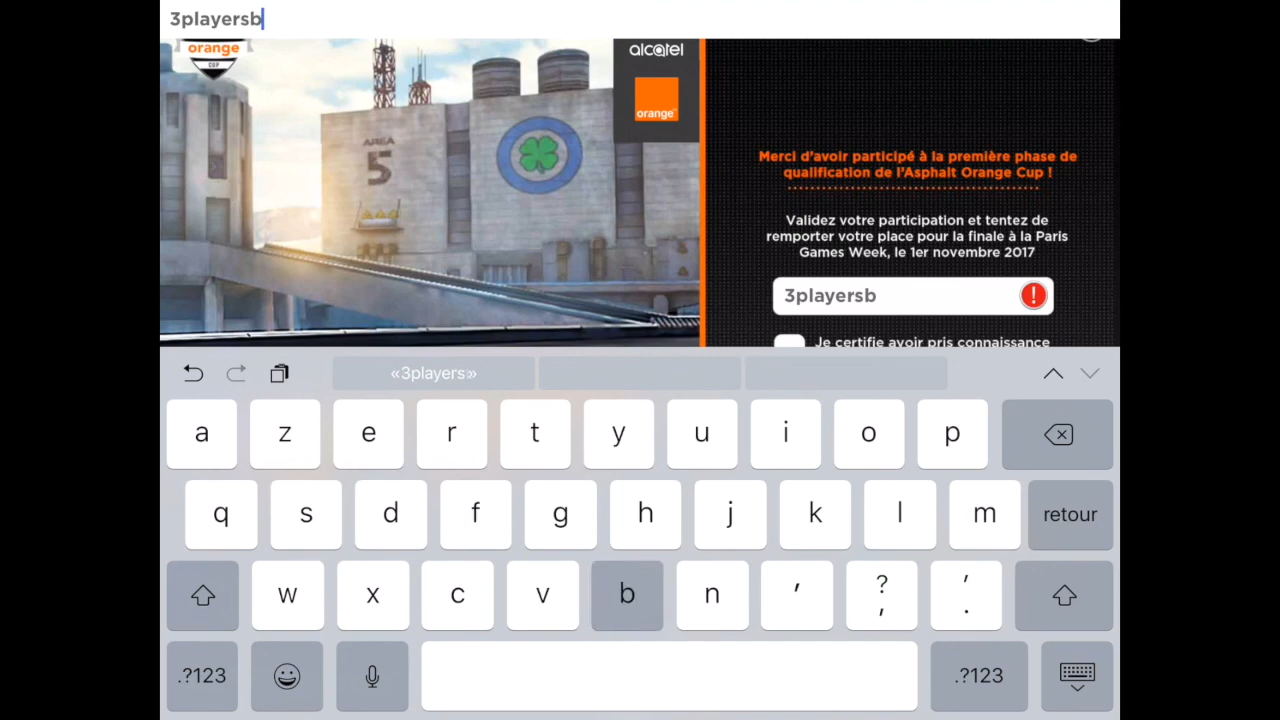 3playersb
orange
CUP
AREA
5
alcatel
orange™
Merci d'avoir participé à la première phase de
qualification de l'Asphalt Orange Cup !
Validez votre participation et tentez de
remporter votre place pour la finale à la Paris
Games Week, le 1er novembre 2017
3playersb !
Je certifie avoir pris connaissance
«3players»
a z e r t y u i o p
q s d f g h j k l m retour
w x c v b n ' ? , ' .
.?123 .?123